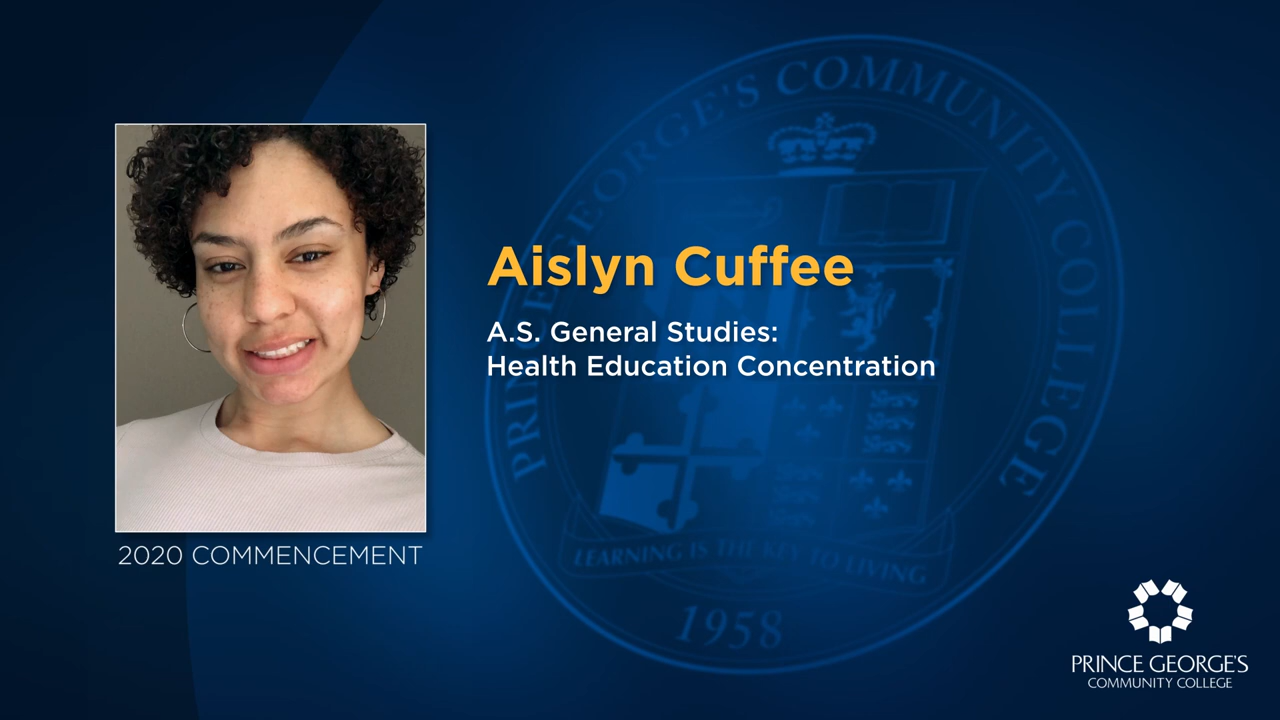 Aislyn Cuffee
A.S. General Studies:
Health Education Concentration
2020 COMMENCEMENT
PRINCE GEORGE'S COMMUNITY COLLEGE
LEARNING IS THE KEY TO LIVING
1958
PRINCE GEORGE'S
COMMUNITY COLLEGE